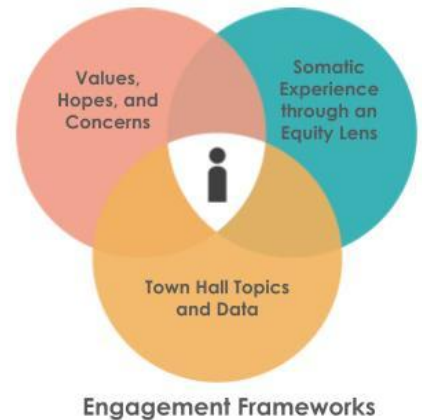 Values,
Hopes, and
Concerns
Somatic
Experience
through an
Equity Lens
Town Hall Topics
and Data
Engagement Frameworks